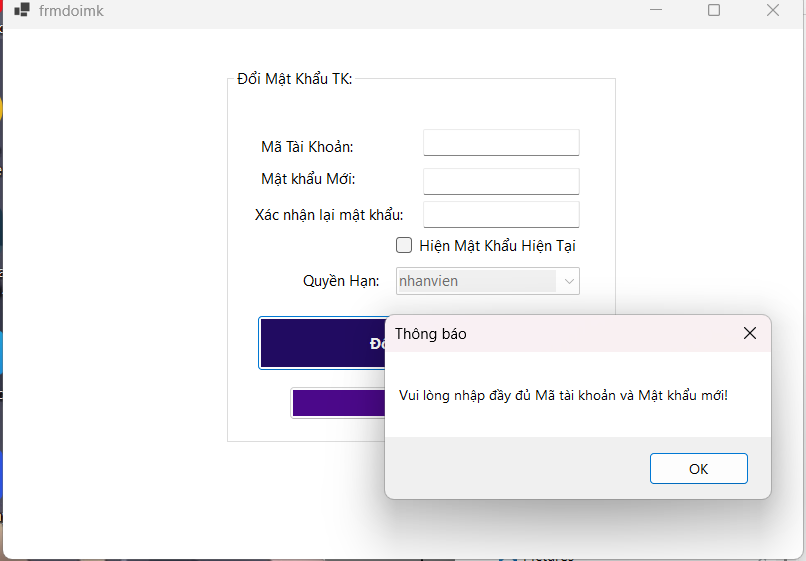 frmdoimk
Đổi Mật Khẩu TK:
Mã Tài Khoản:
Mật khẩu Mới:
Xác nhận lại mật khẩu:
Hiện Mật Khẩu Hiện Tại
Quyền Hạn: nhanvien
Thông báo
Vui lòng nhập đầy đủ Mã tài khoản và Mật khẩu mới!
OK
Pictures